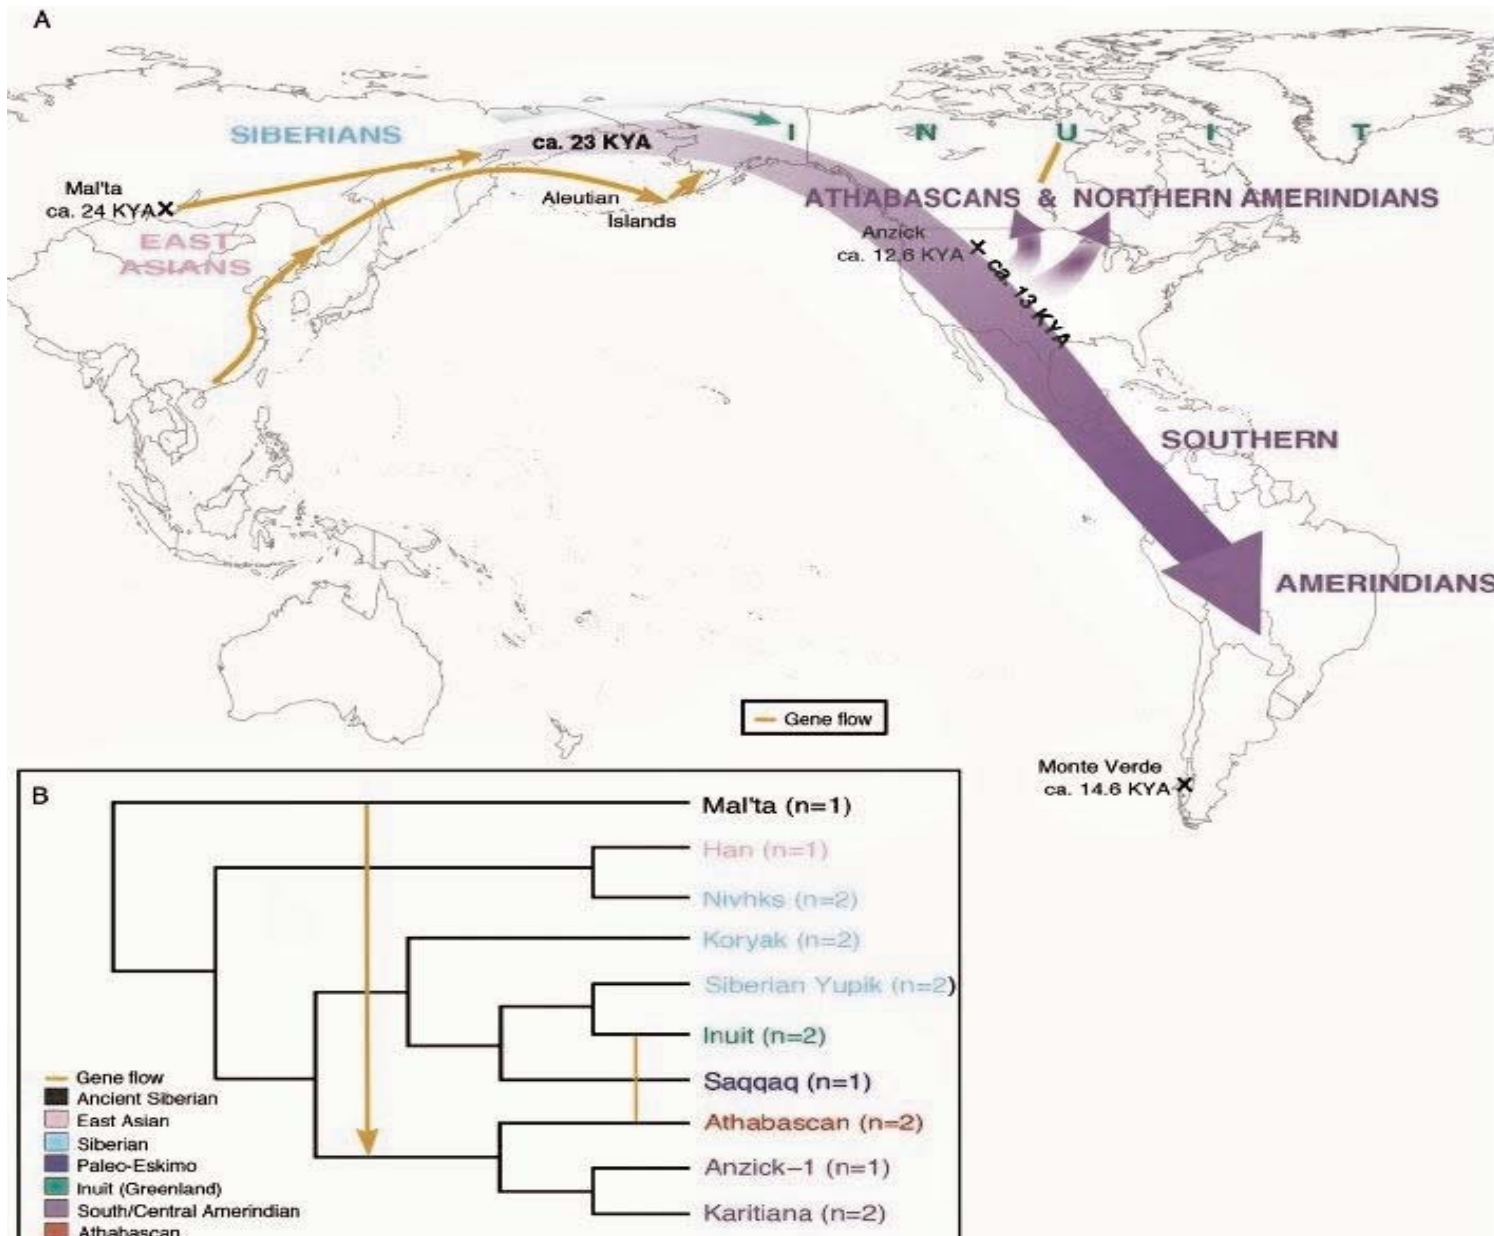 A
SIBERIANS
ca. 23 KYA
I N U I T
Mal'ta
ca. 24 KYA
Aleutian
Islands
ATHABASCANS & NORTHERN AMERINDIANS
EAST
ASIANS
Anzick
ca. 12.6 KYA
ca. 13 KYA
SOUTHERN
AMERINDIANS
Gene flow
Monte Verde
ca. 14.6 KYA
B
Mal'ta (n=1)
Han (n=1)
Nivhks (n=2)
Koryak (n=2)
Siberian Yupik (n=2)
Inuit (n=2)
Saqqaq (n=1)
Athabascan (n=2)
Anzick-1 (n=1)
Karitiana (n=2)
Gene flow
Ancient Siberian
East Asian
Siberian
Paleo-Eskimo
Inuit (Greenland)
South/Central Amerindian
Athabascan